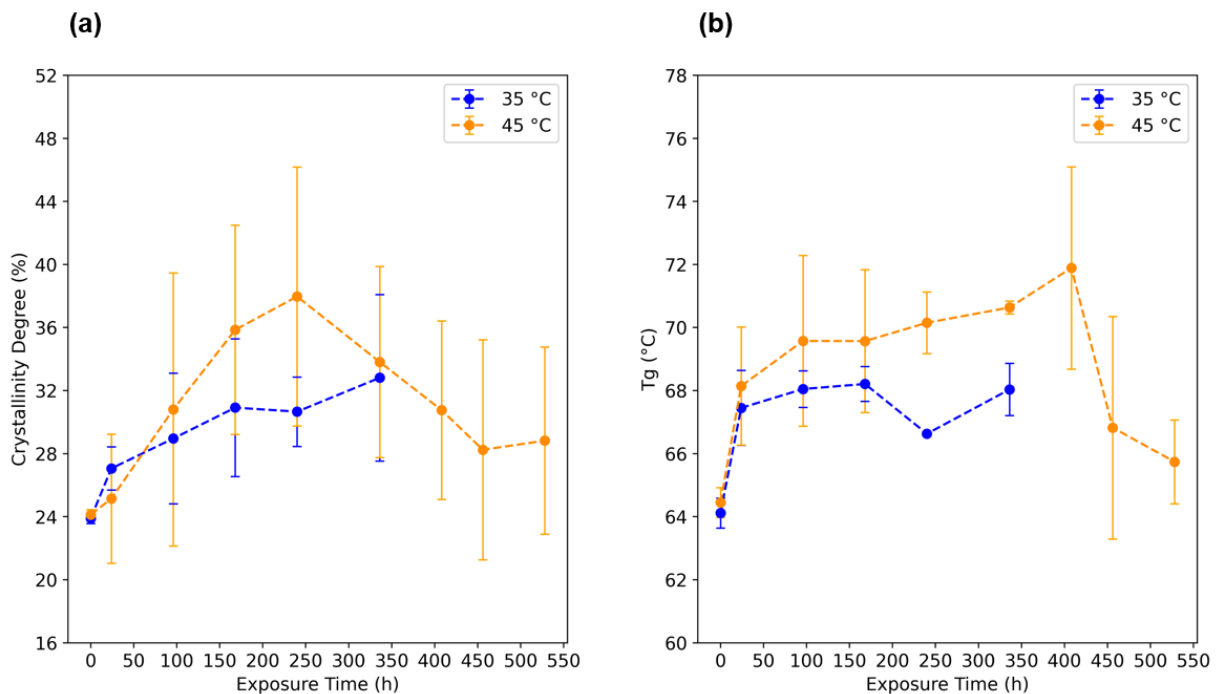 (a)
52
48
44
40
36
32
28
24
20
16
Crystallinity Degree (%)
35 °C
45 °C
0 50 100 150 200 250 300 350 400 450 500 550
Exposure Time (h)
(b)
78
76
74
72
70
68
66
64
62
60
Tg (°C)
35 °C
45 °C
0 50 100 150 200 250 300 350 400 450 500 550
Exposure Time (h)